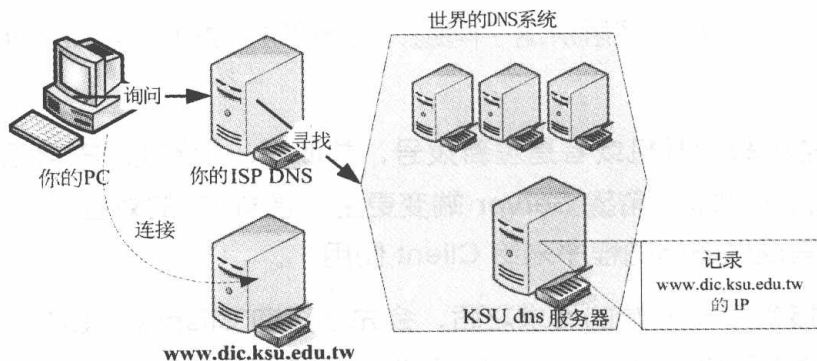 世界的DNS系统
询问
寻找
你的PC
你的ISP DNS
连接
记录
www.dic.ksu.edu.tw
的 IP
KSU dns 服务器
www.dic.ksu.edu.tw